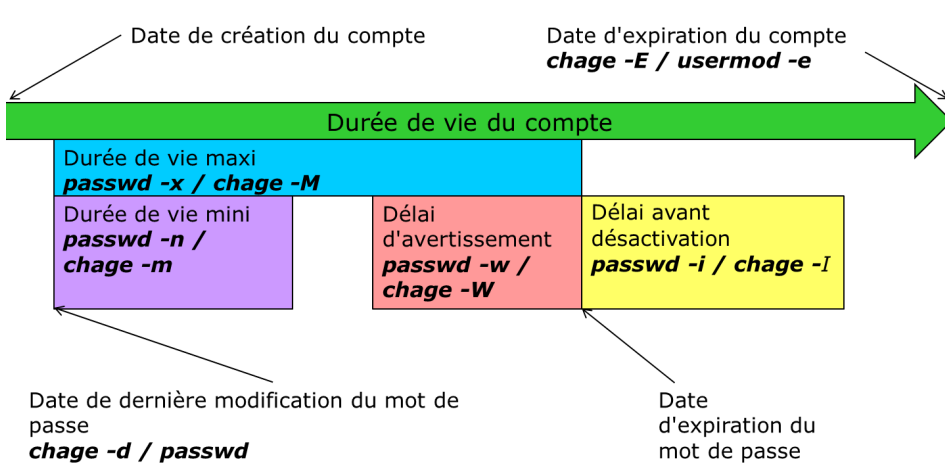 Date de création du compte
Date d'expiration du compte
chage -E / usermod -e
Durée de vie du compte
Durée de vie maxi
passwd -x / chage -M
Durée de vie mini
passwd -n /
chage -m
Délai
d'avertissement
passwd -w /
chage -W
Délai avant
désactivation
passwd -i / chage -I
Date de dernière modification du mot de
passe
chage -d / passwd
Date
d'expiration du
mot de passe